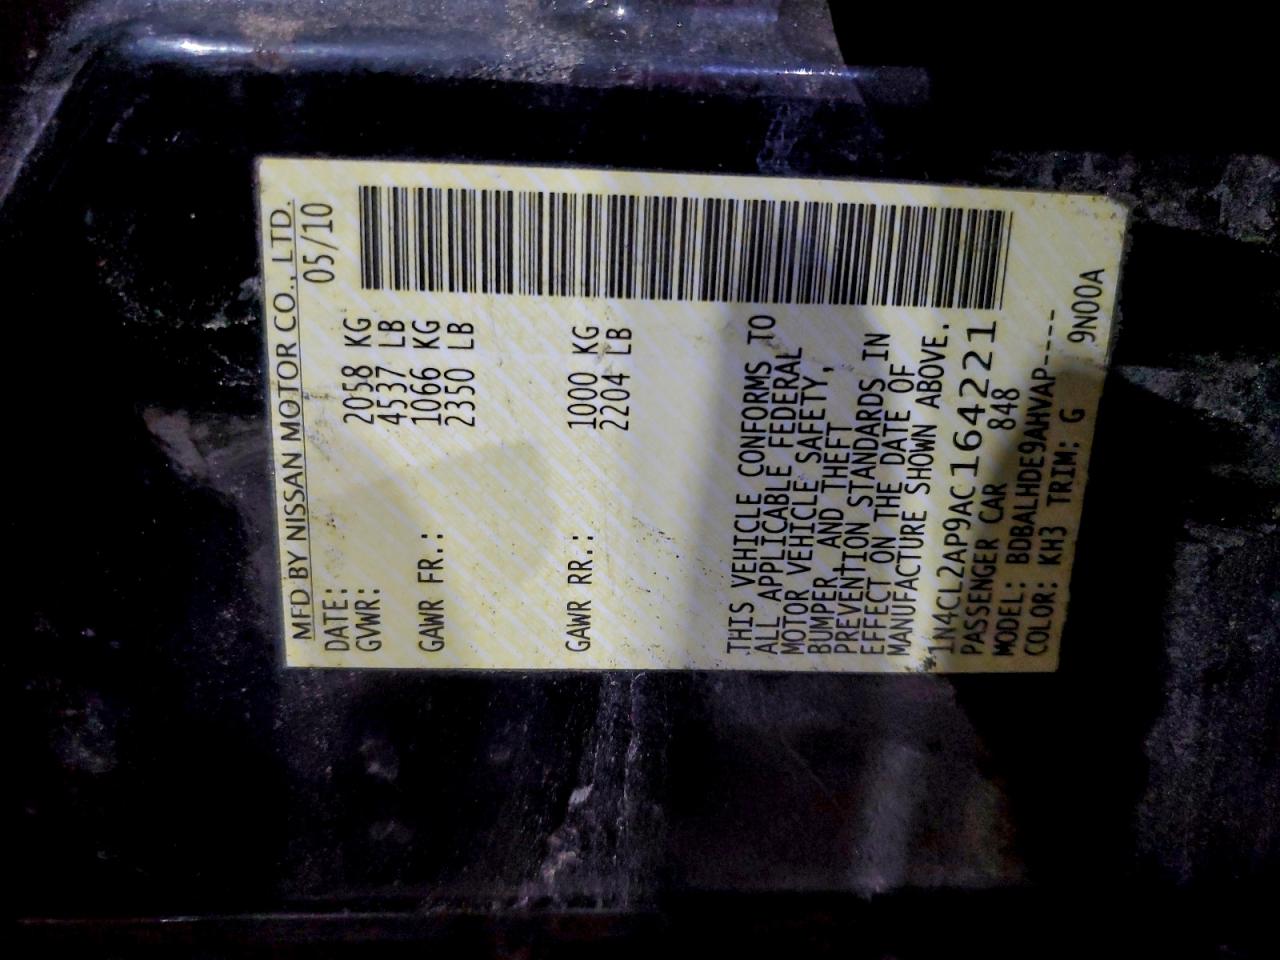 MFD BY NISSAN MOTOR CO., LTD.
DATE: 05/10
GVWR: 2058 KG
4537 LB
GAWR FR.: 1066 KG
2350 LB
GAWR RR.: 1000 KG
2204 LB
THIS VEHICLE CONFORMS TO
ALL APPLICABLE FEDERAL
MOTOR VEHICLE SAFETY,
BUMPER AND THEFT
PREVENTION STANDARDS IN
EFFECT ON THE DATE OF
MANUFACTURE SHOWN ABOVE.
*1N4CL2AP9AC164221
PASSENGER CAR 848
MODEL: BDBALHDE9AHVAP-----
COLOR: KH3 TRIM: G 9N00A